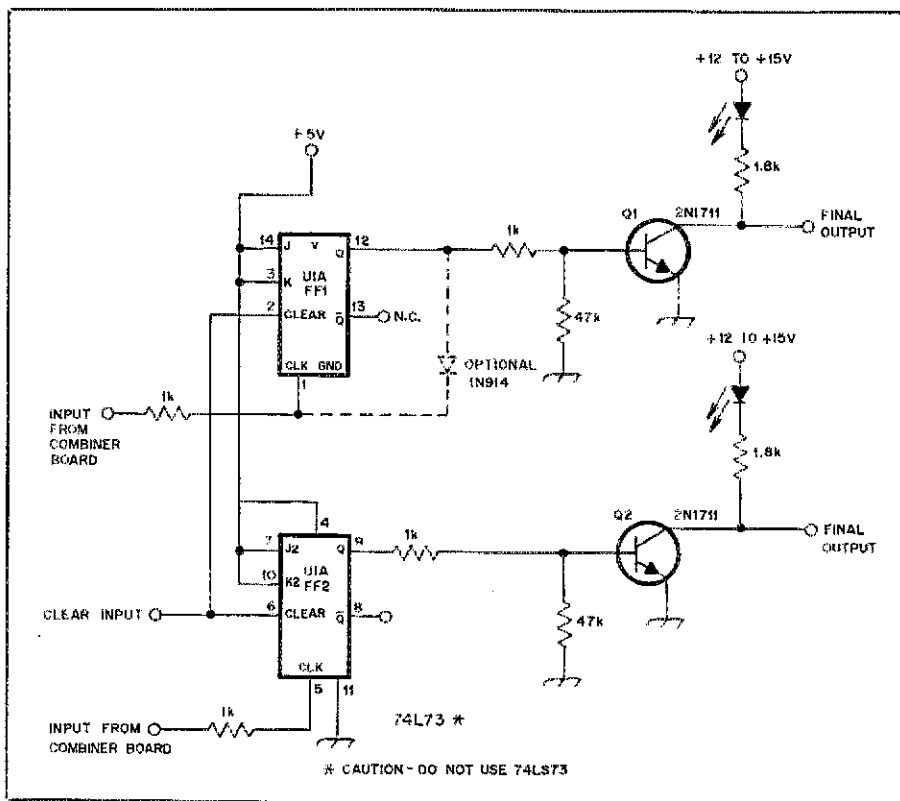 +12 TO +15V
+5V
1.8k
Q1
2N1711
FINAL
OUTPUT
14
J
V
Q
12
1k
3
K
U1A
FF1
2
CLEAR
Q̅
13
N.C.
47k
CLK GND
1
OPTIONAL
1N914
+12 TO +15V
1k
INPUT
FROM
COMBINER
BOARD
1.8k
Q2
2N1711
FINAL
OUTPUT
4
7
J2
Q
9
1k
10
K2
U1A
FF2
CLEAR INPUT
6
CLEAR
Q̅
8
47k
CLK
5
11
1k
INPUT FROM
COMBINER BOARD
74L73 *
* CAUTION - DO NOT USE 74LS73